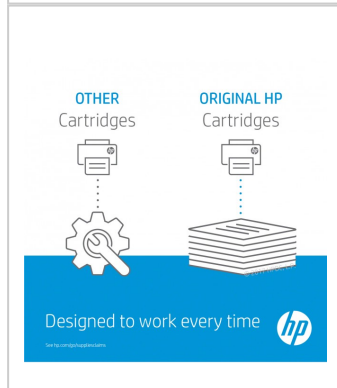 OTHER
Cartridges
ORIGINAL HP
Cartridges
Designed to work every time
hp